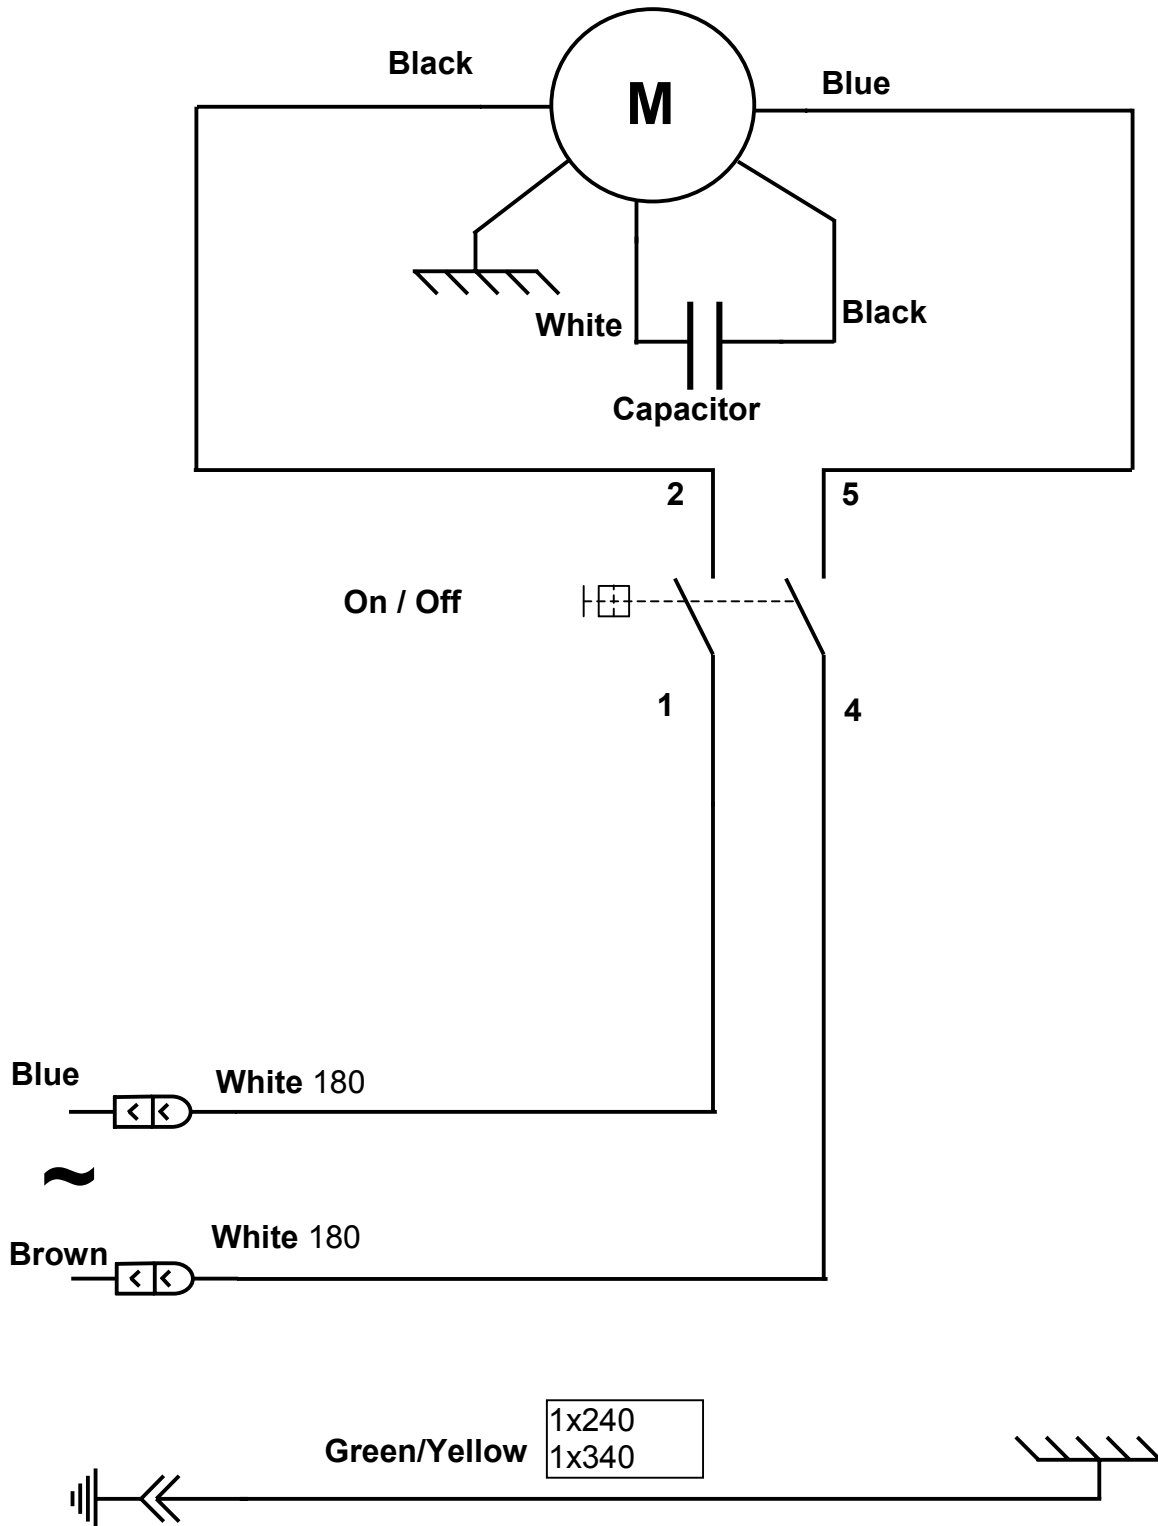 Black
M
Blue
White
Black
Capacitor
2
5
On / Off
1
4
Blue
White 180
~
Brown
White 180
Green/Yellow
1x240
1x340